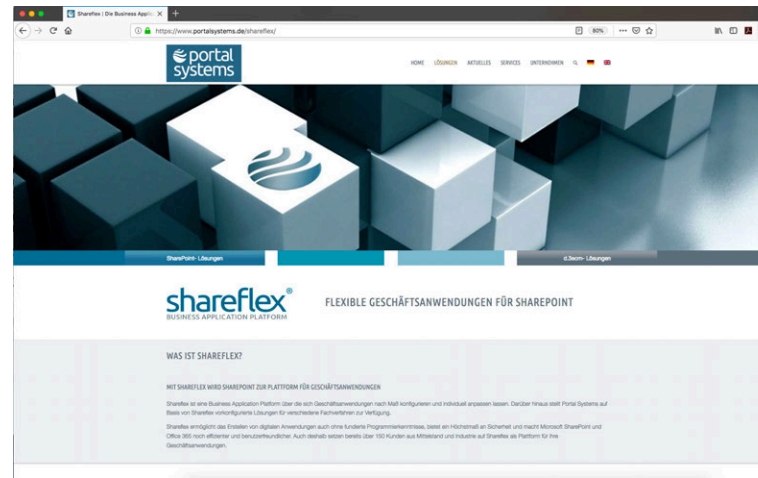 Shareflex | Die Business Applic
https://www.portalsystems.de/shareflex/
80%
portal
systems
HOME LÖSUNGEN AKTUELLES SERVICES UNTERNEHMEN
SharePoint- Lösungen
d.3ecm- Lösungen
shareflex®
BUSINESS APPLICATION PLATFORM
FLEXIBLE GESCHÄFTSANWENDUNGEN FÜR SHAREPOINT
WAS IST SHAREFLEX?
MIT SHAREFLEX WIRD SHAREPOINT ZUR PLATTFORM FÜR GESCHÄFTSANWENDUNGEN
Shareflex ist eine Business Application Platform über die sich Geschäftsanwendungen nach Maß konfigurieren und individuell anpassen lassen. Darüber hinaus stellt Portal Systems auf
Basis von Shareflex vorkonfigurierte Lösungen für verschiedene Fachverfahren zur Verfügung.
Shareflex ermöglicht das Erstellen von digitalen Anwendungen auch ohne fundierte Programmierkenntnisse, bietet ein Höchstmaß an Sicherheit und macht Microsoft SharePoint und
Office 365 noch effizienter und benutzerfreundlicher. Auch deshalb setzen bereits über 150 Kunden aus Mittelstand und Industrie auf Shareflex als Plattform für ihre
Geschäftsanwendungen.